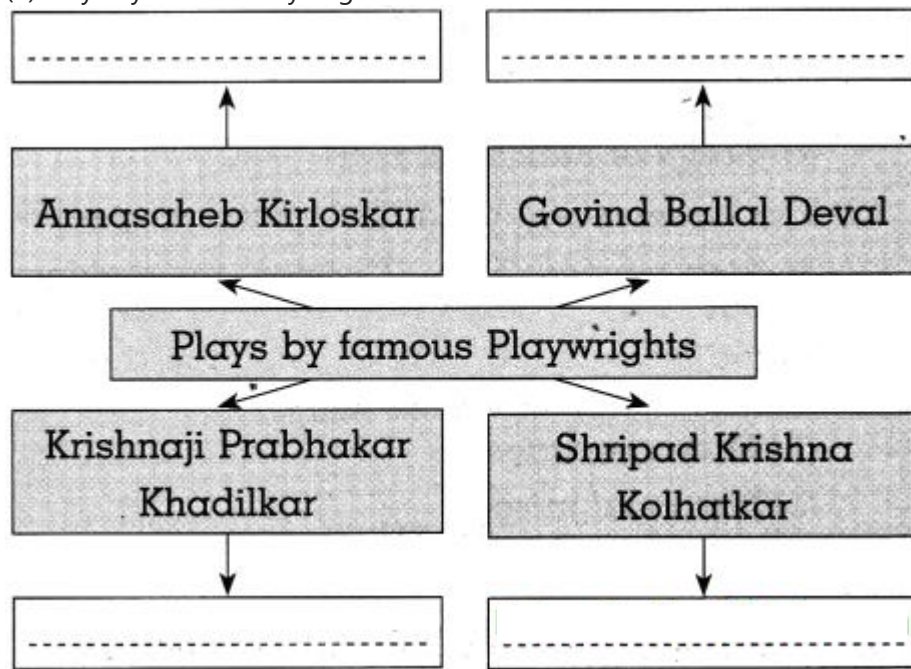 Annasaheb Kirloskar
Govind Ballal Deval
Plays by famous Playwrights
Krishnaji Prabhakar
Khadilkar
Shripad Krishna
Kolhatkar